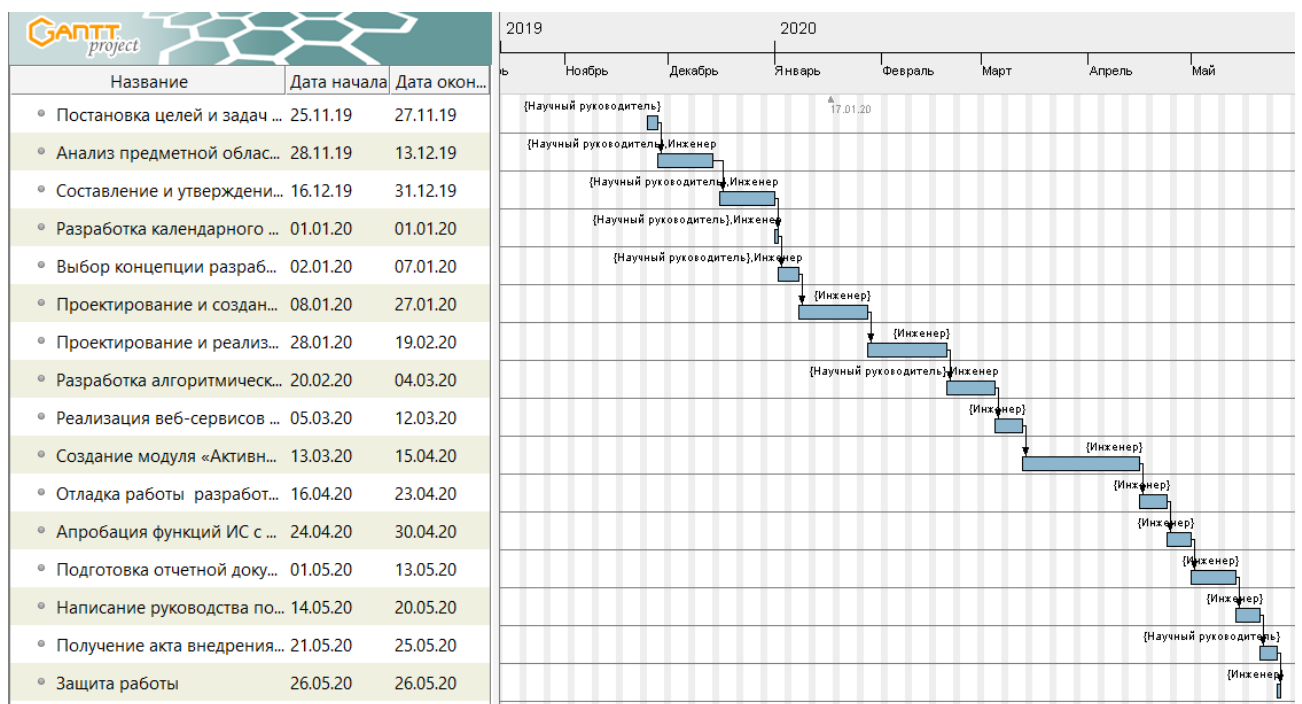 GANTT project
2019 2020
ь Ноябрь Декабрь Январь Февраль Март Апрель Май
Название Дата начала Дата окон...
Постановка целей и задач ... 25.11.19 27.11.19 {Научный руководитель} 17.01.20
Анализ предметной облас... 28.11.19 13.12.19 {Научный руководитель},Инженер
Составление и утверждени... 16.12.19 31.12.19 {Научный руководитель},Инженер
Разработка календарного ... 01.01.20 01.01.20 {Научный руководитель},Инженер
Выбор концепции разраб... 02.01.20 07.01.20 {Научный руководитель},Инженер
Проектирование и создан... 08.01.20 27.01.20 {Инженер}
Проектирование и реализ... 28.01.20 19.02.20 {Инженер}
Разработка алгоритмическ... 20.02.20 04.03.20 {Научный руководитель},Инженер
Реализация веб-сервисов ... 05.03.20 12.03.20 {Инженер}
Создание модуля «Активн... 13.03.20 15.04.20 {Инженер}
Отладка работы разработ... 16.04.20 23.04.20 {Инженер}
Апробация функций ИС с ... 24.04.20 30.04.20 {Инженер}
Подготовка отчетной доку... 01.05.20 13.05.20 {Инженер}
Написание руководства по... 14.05.20 20.05.20 {Инженер}
Получение акта внедрения... 21.05.20 25.05.20 {Научный руководитель}
Защита работы 26.05.20 26.05.20 {Инженер